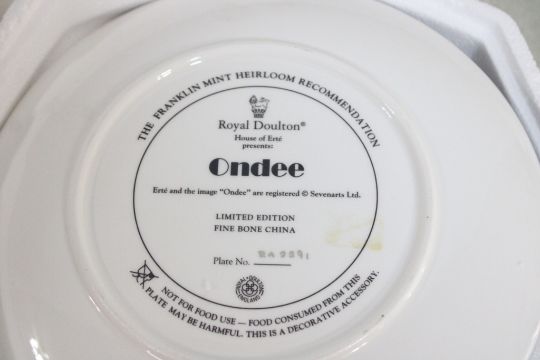 THE FRANKLIN MINT HEIRLOOM RECOMMENDATION
Royal Doulton®
House of Erté
presents:
Ondee
Erté and the image "Ondee" are registered © Sevenarts Ltd.
LIMITED EDITION
FINE BONE CHINA
Plate No.
ENGLAND
NOT FOR FOOD USE — FOOD CONSUMED FROM THIS
PLATE MAY BE HARMFUL. THIS IS A DECORATIVE ACCESSORY.